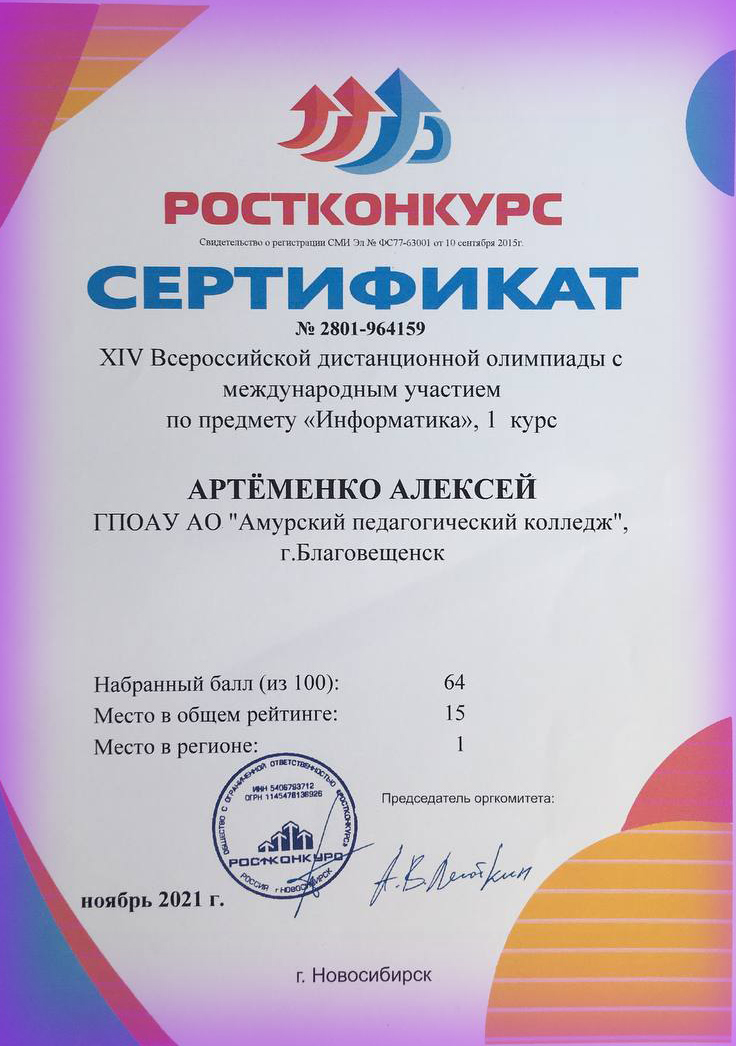 РОСТКОНКУРС
Свидетельство о регистрации СМИ Эл № ФС77-63001 от 10 сентября 2015г.
СЕРТИФИКАТ
№ 2801-964159
XIV Всероссийской дистанционной олимпиады с
международным участием
по предмету «Информатика», 1 курс
АРТЁМЕНКО АЛЕКСЕЙ
ГПОАУ АО "Амурский педагогический колледж",
г.Благовещенск
Набранный балл (из 100): 64
Место в общем рейтинге: 15
Место в регионе: 1
ОБЩЕСТВО С ОГРАНИЧЕННОЙ ОТВЕТСТВЕННОСТЬЮ «РОСТКОНКУРС»
ИНН 5406793712
ОГРН 1145476136926
РОСТКОНКУРС
РОССИЯ г.НОВОСИБИРСК
Председатель оргкомитета:
ноябрь 2021 г.
г. Новосибирск